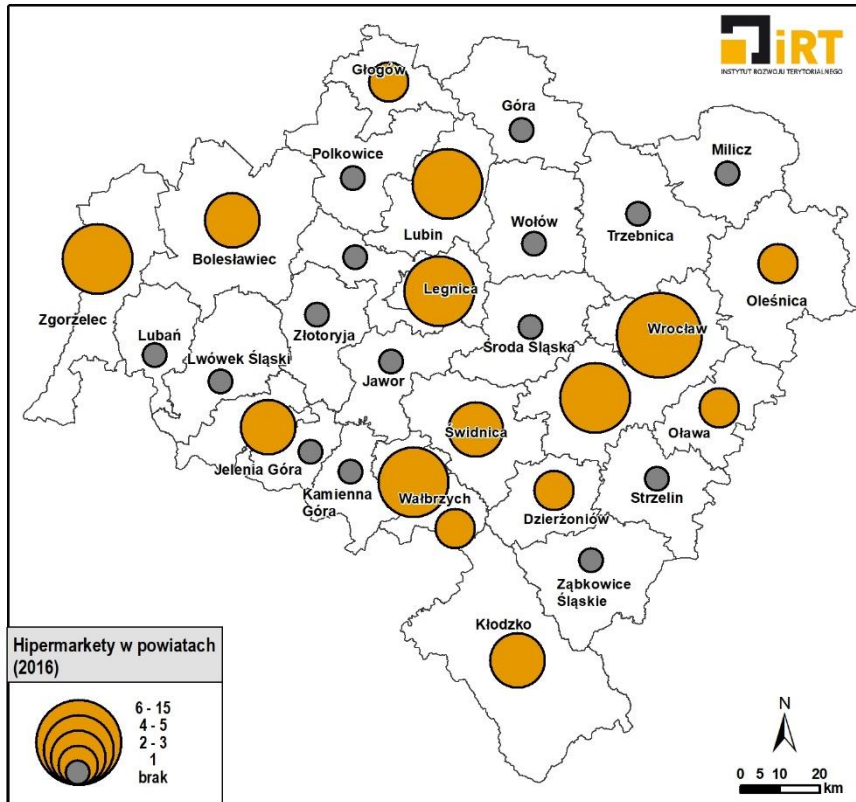 iRT
INSTYTUT ROZWOJU TERYTORIALNEGO
Głogów
Góra
Milicz
Polkowice
Lubin
Wołów
Trzebnica
Bolesławiec
Oleśnica
Zgorzelec
Legnica
Lubań
Złotoryja
Środa Śląska
Wrocław
Lwówek Śląski
Jawor
Oława
Świdnica
Jelenia Góra
Kamienna
Góra
Wałbrzych
Dzierżoniów
Strzelin
Ząbkowice
Śląskie
Kłodzko
Hipermarkety w powiatach
(2016)
6 - 15
4 - 5
2 - 3
1
brak
N
0 5 10 20
km